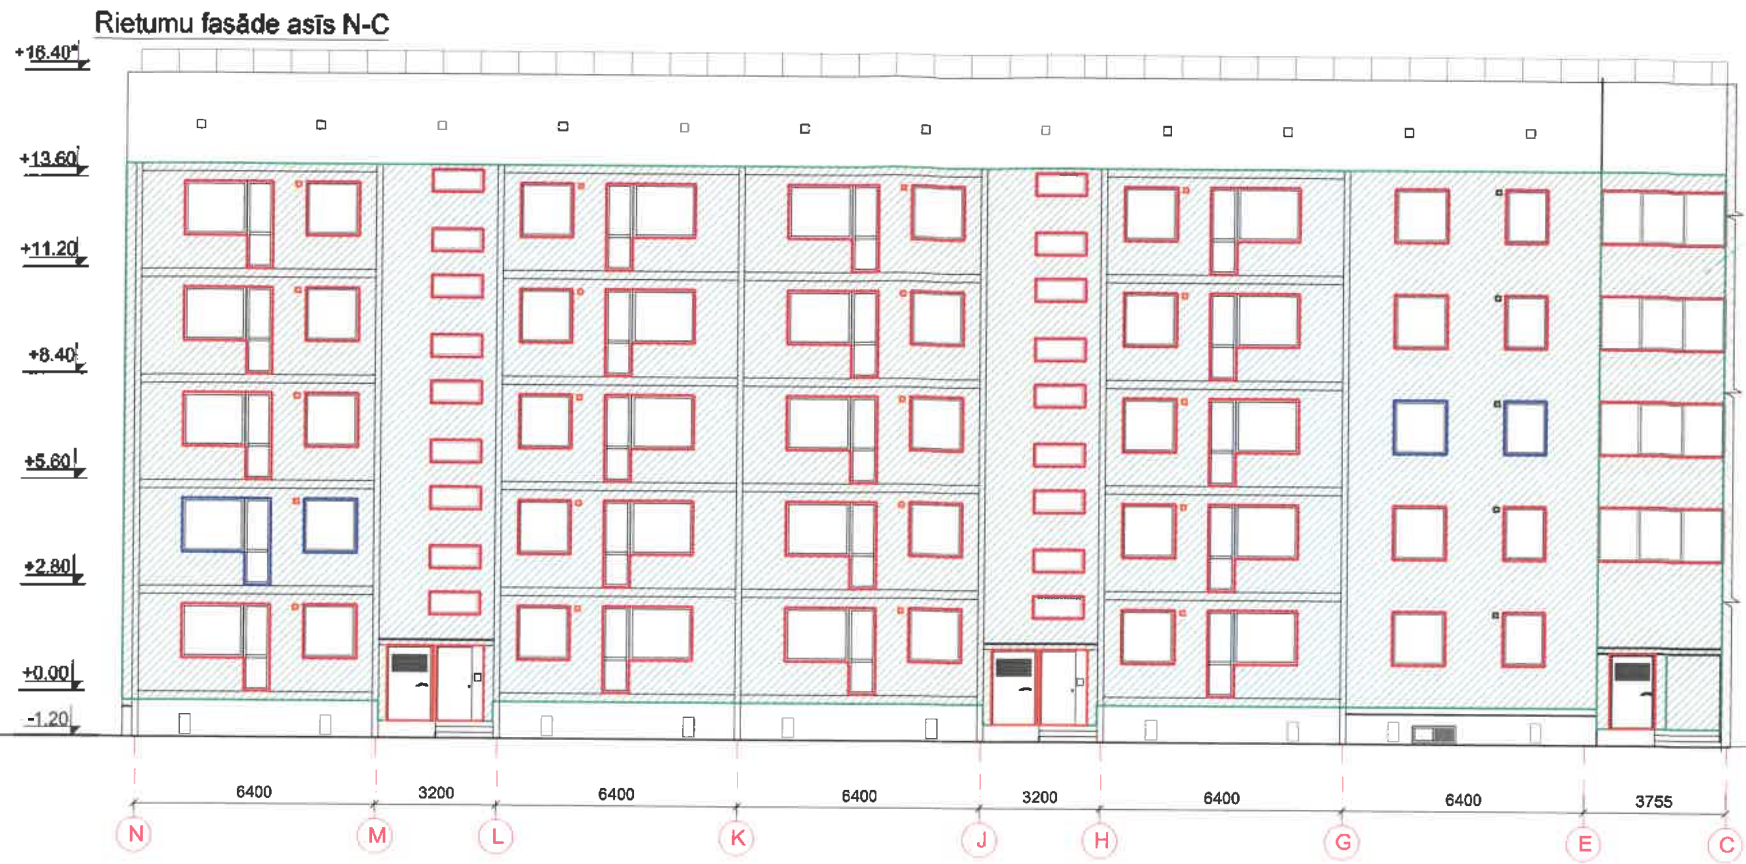 Rietumu fasāde asīs N-C
+16.40*
+13.60
+11.20
+8.40
+5.60
+2.80
+0.00
-1.20
6400 3200 6400 6400 3200 6400 6400 3755
N M L K J H G E C